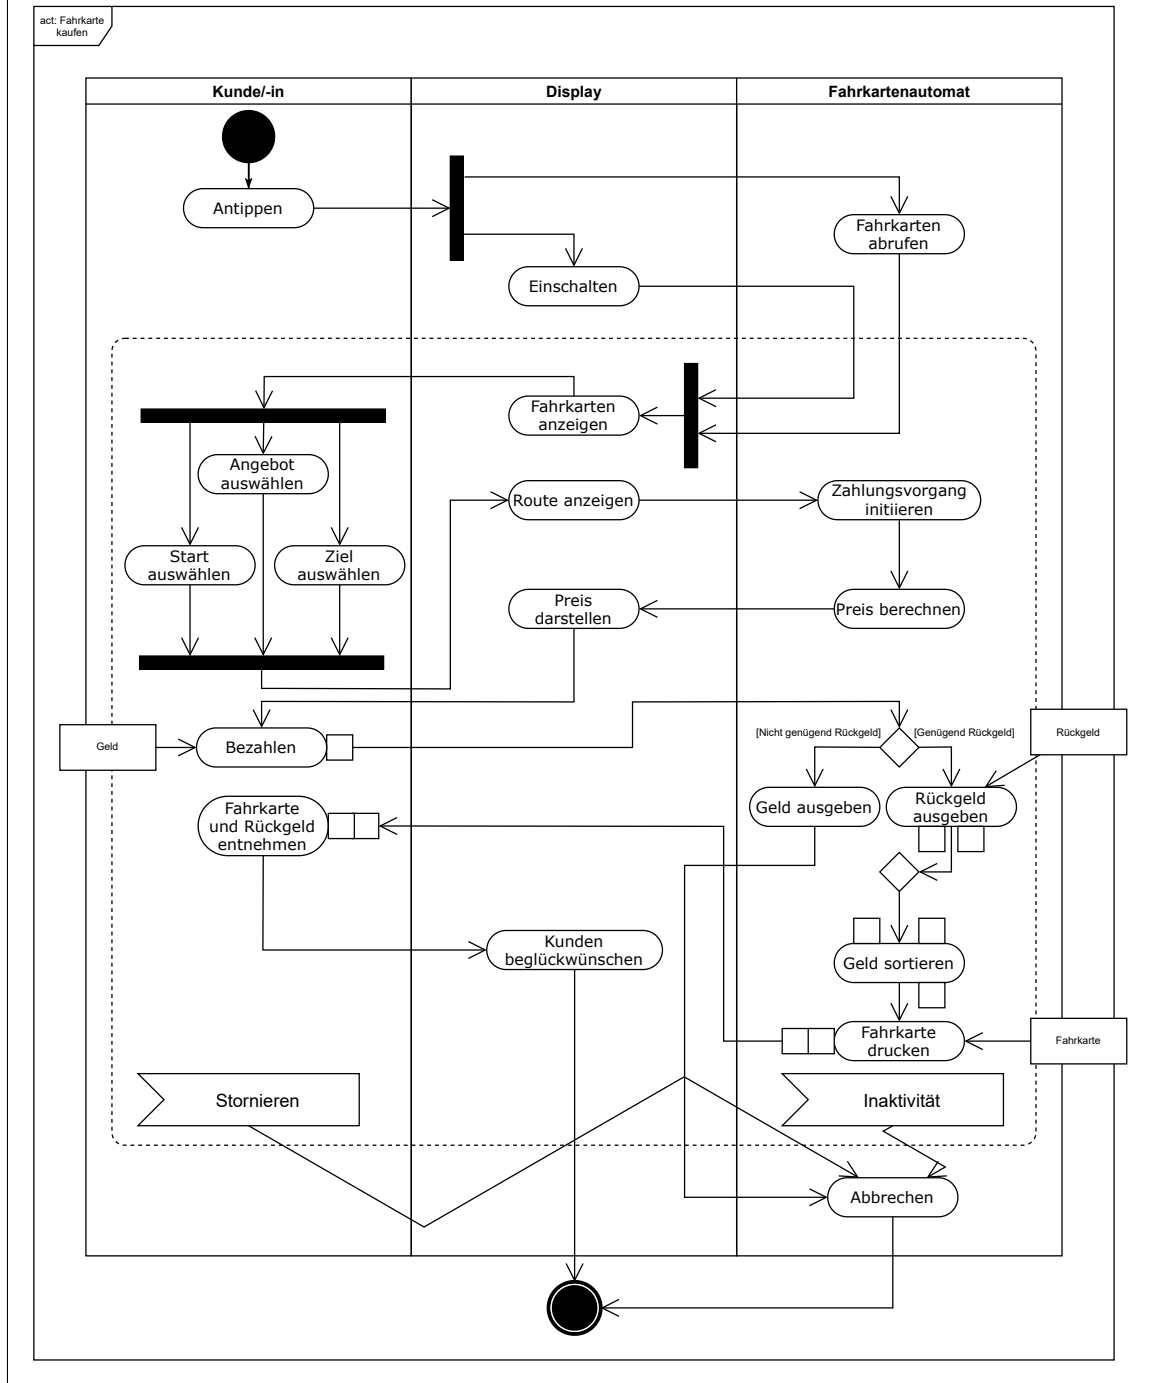 act: Fahrkarte
kaufen
Kunde/-in
Display
Fahrkartenautomat
Antippen
Fahrkarten
abrufen
Einschalten
Fahrkarten
anzeigen
Angebot
auswählen
Route anzeigen
Zahlungsvorgang
initiieren
Start
auswählen
Ziel
auswählen
Preis
darstellen
Preis berechnen
[Nicht genügend Rückgeld]
[Genügend Rückgeld]
Rückgeld
Geld
Bezahlen
Geld ausgeben
Rückgeld
ausgeben
Fahrkarte
und Rückgeld
entnehmen
Kunden
beglückwünschen
Geld sortieren
Fahrkarte
drucken
Fahrkarte
Stornieren
Inaktivität
Abbrechen